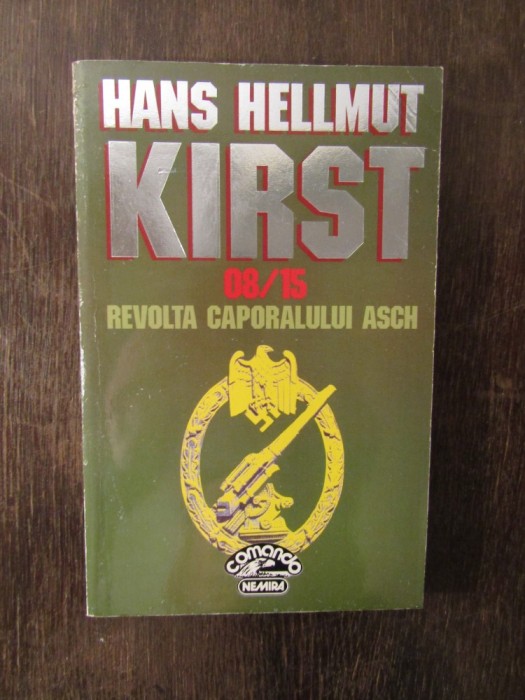 HANS HELLMUT
KIRST
08/15
REVOLTA CAPORALULUI ASCH
comando
NEMIRA